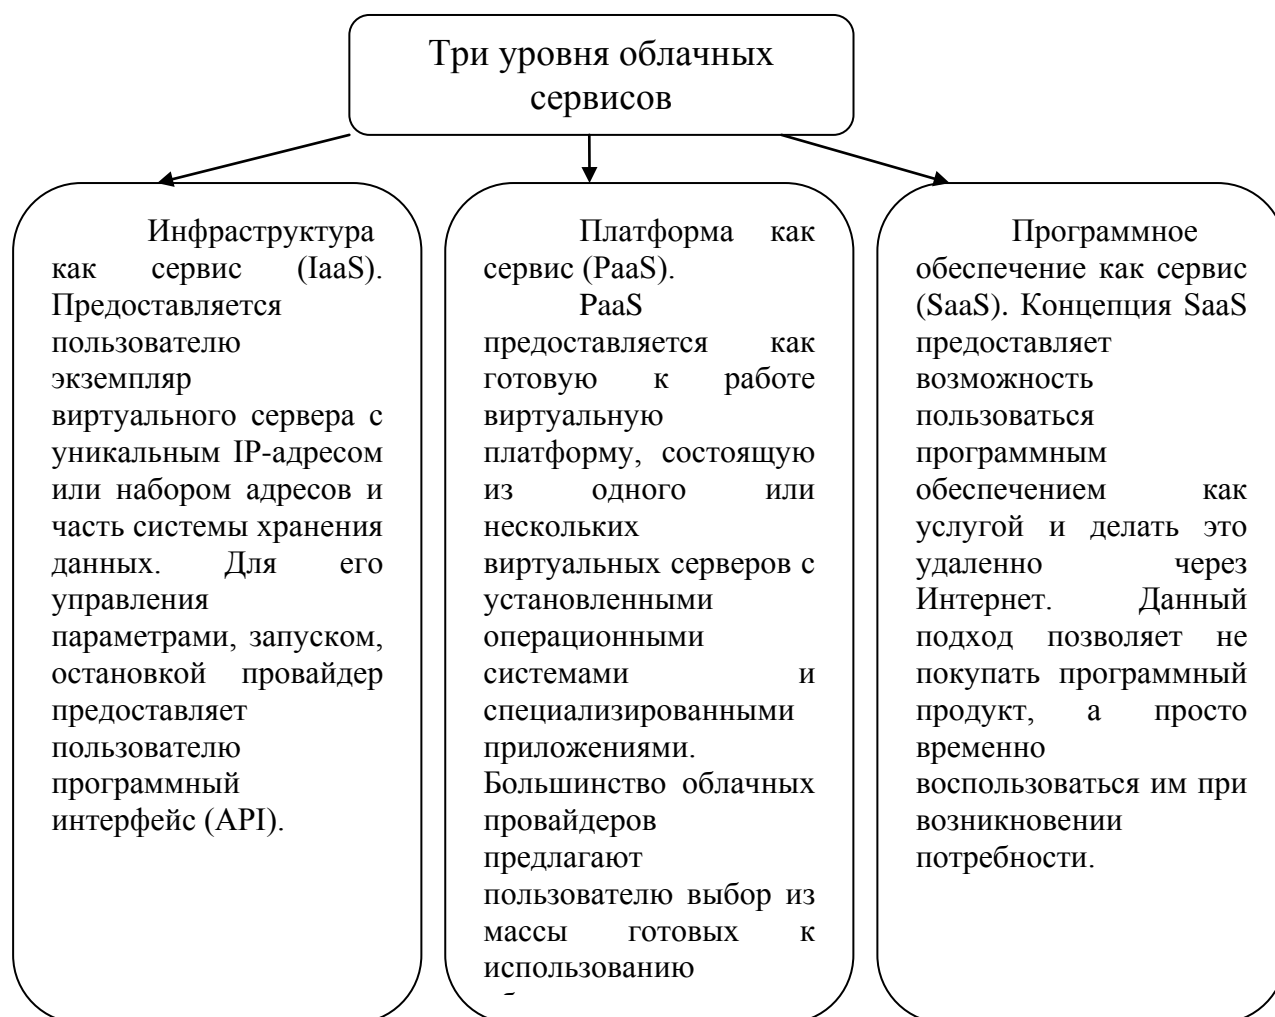 Три уровня облачных
сервисов
Инфраструктура
как сервис (IaaS).
Предоставляется
пользователю
экземпляр
виртуального сервера с
уникальным IP-адресом
или набором адресов и
часть системы хранения
данных. Для его
управления
параметрами, запуском,
остановкой провайдер
предоставляет
пользователю
программный
интерфейс (API).
Платформа как
сервис (PaaS).
PaaS
предоставляется как
готовую к работе
виртуальную
платформу, состоящую
из одного или
нескольких
виртуальных серверов с
установленными
операционными
системами и
специализированными
приложениями.
Большинство облачных
провайдеров
предлагают
пользователю выбор из
массы готовых к
использованию
Программное
обеспечение как сервис
(SaaS). Концепция SaaS
предоставляет
возможность
пользоваться
программным
обеспечением как
услугой и делать это
удаленно через
Интернет. Данный
подход позволяет не
покупать программный
продукт, а просто
временно
воспользоваться им при
возникновении
потребности.